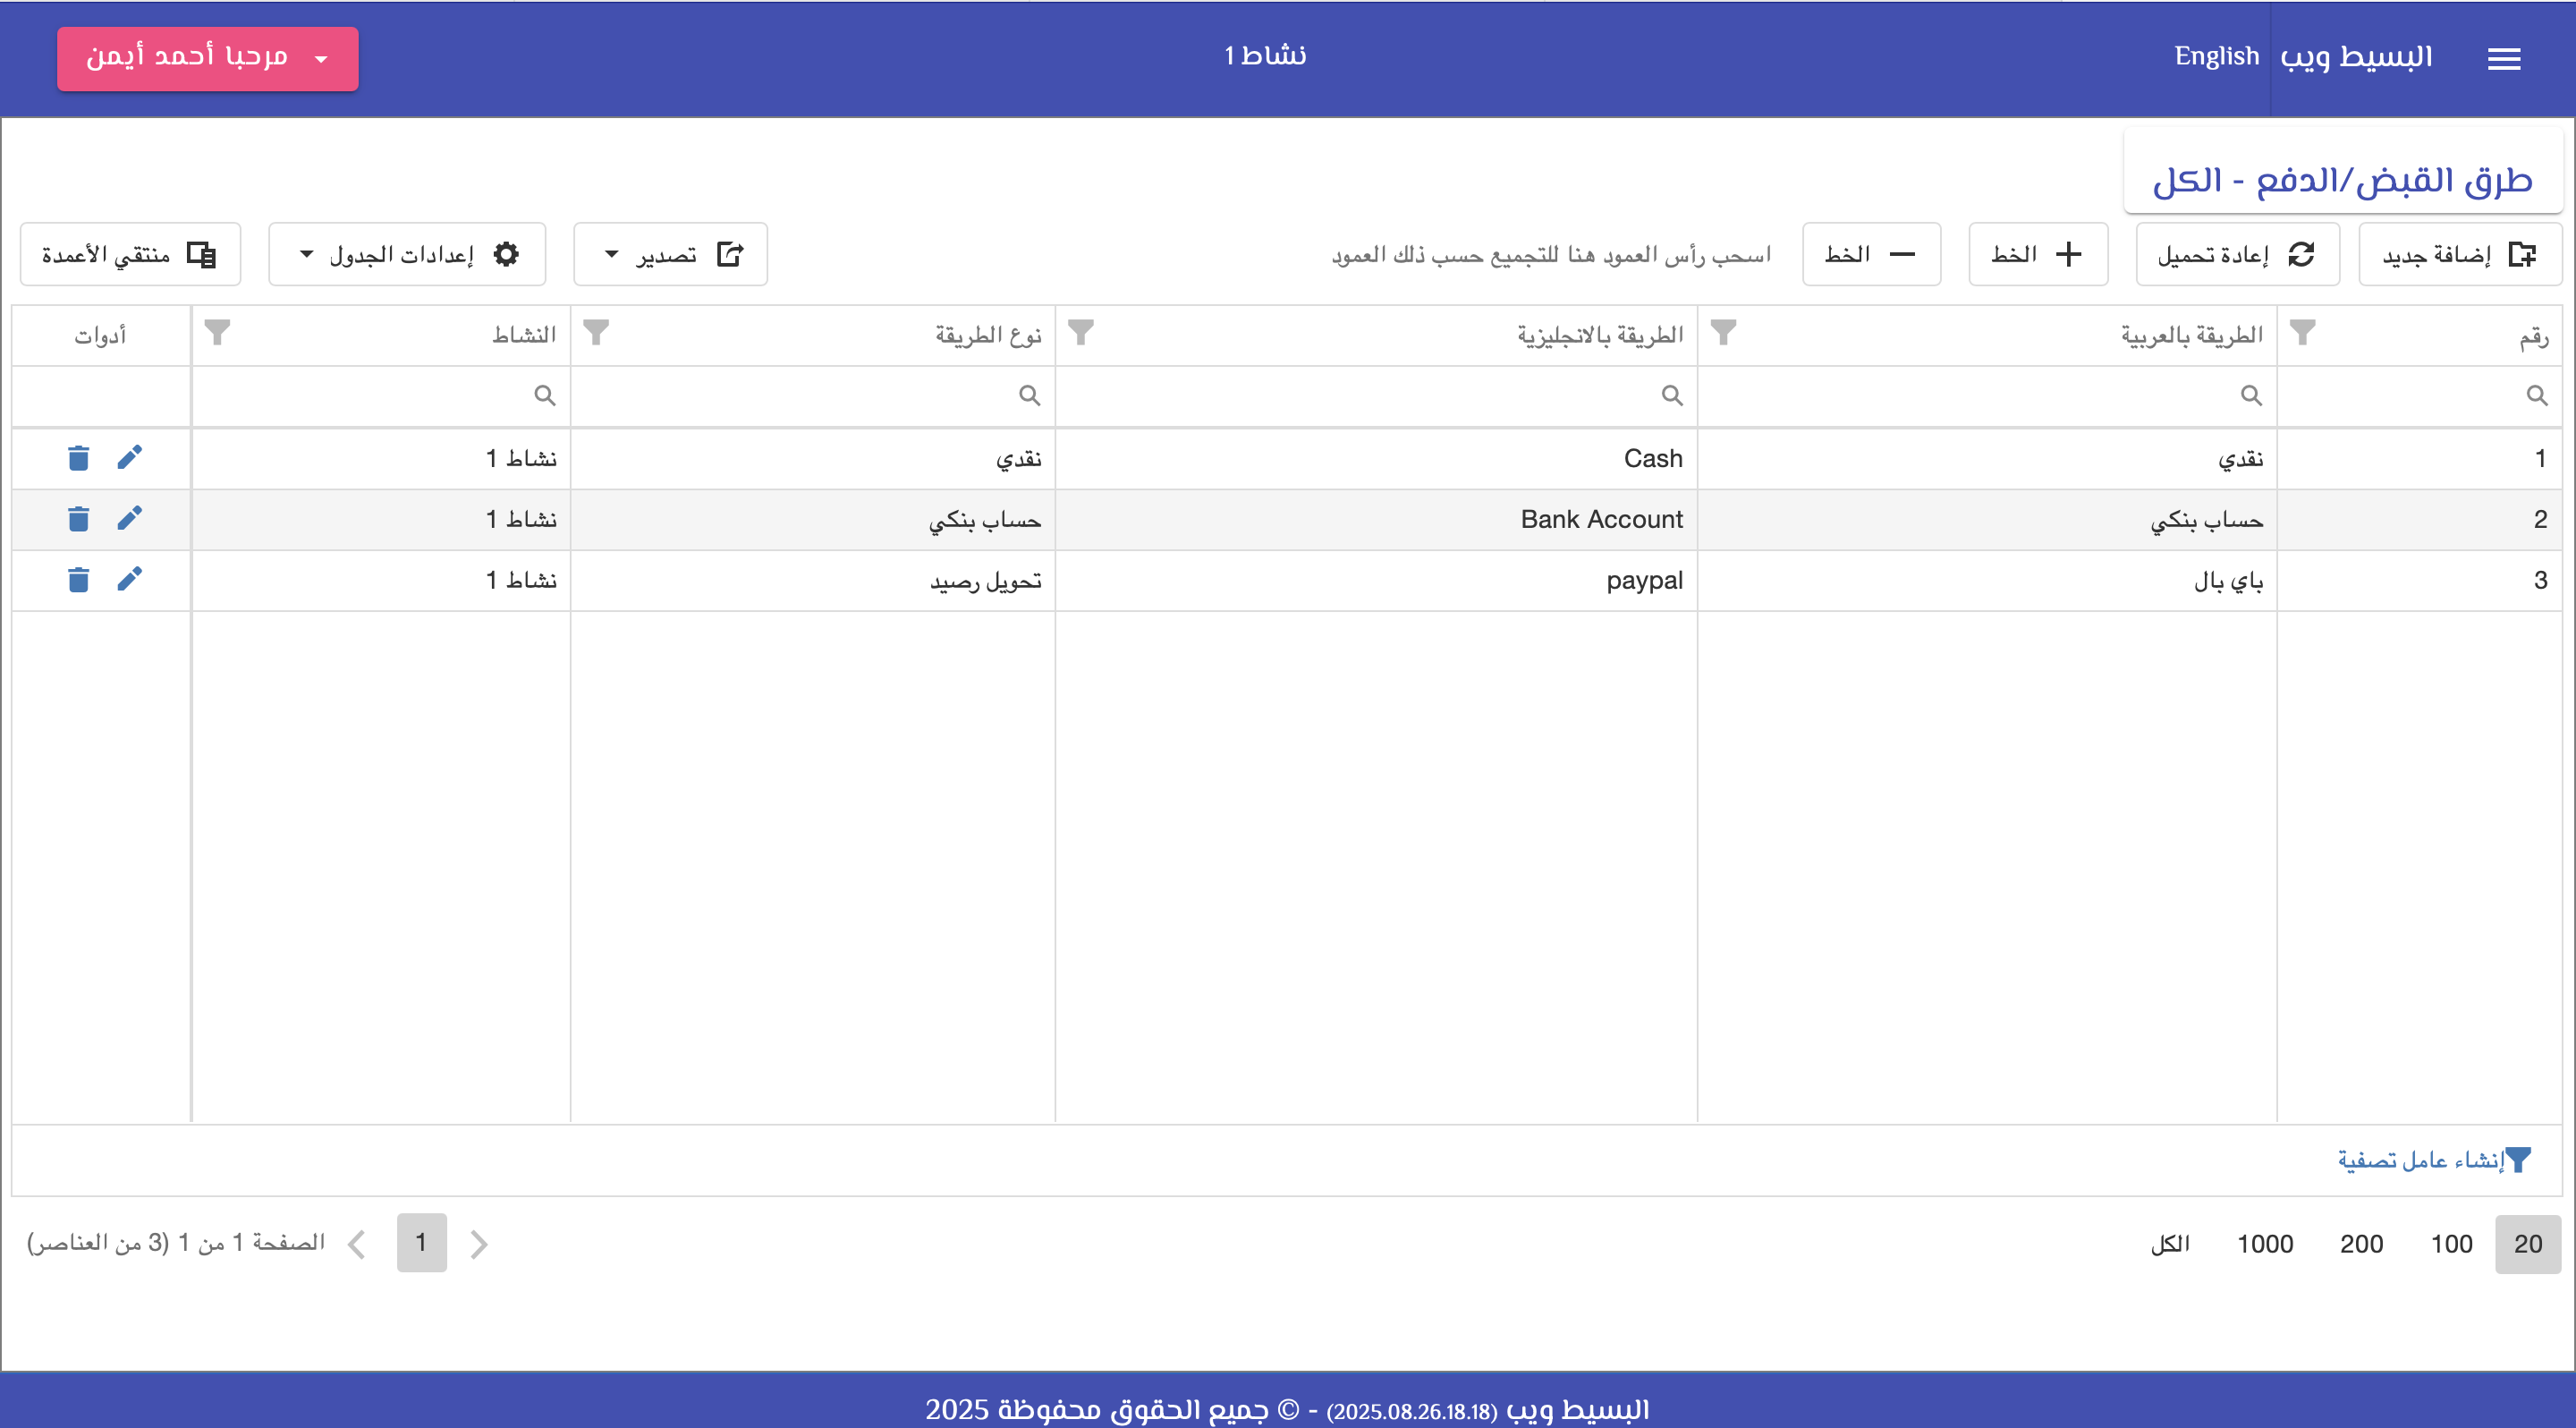 البسيط ويب English نشاط 1 مرحبا أحمد أيمن
طرق القبض/الدفع - الكل
إضافة جديد إعادة تحميل الخط الخط اسحب رأس العمود هنا للتجميع حسب ذلك العمود تصدير إعدادات الجدول منتقي الأعمدة
رقم الطريقة بالعربية الطريقة بالانجليزية نوع الطريقة النشاط أدوات
1 نقدي Cash نقدي نشاط 1
2 حساب بنكي Bank Account حساب بنكي نشاط 1
3 باي بال paypal تحويل رصيد نشاط 1
إنشاء عامل تصفية
20 100 200 1000 الكل 1 الصفحة 1 من 1 (3 من العناصر)
البسيط ويب (2025.08.26.18.18) - © جميع الحقوق محفوظة 2025